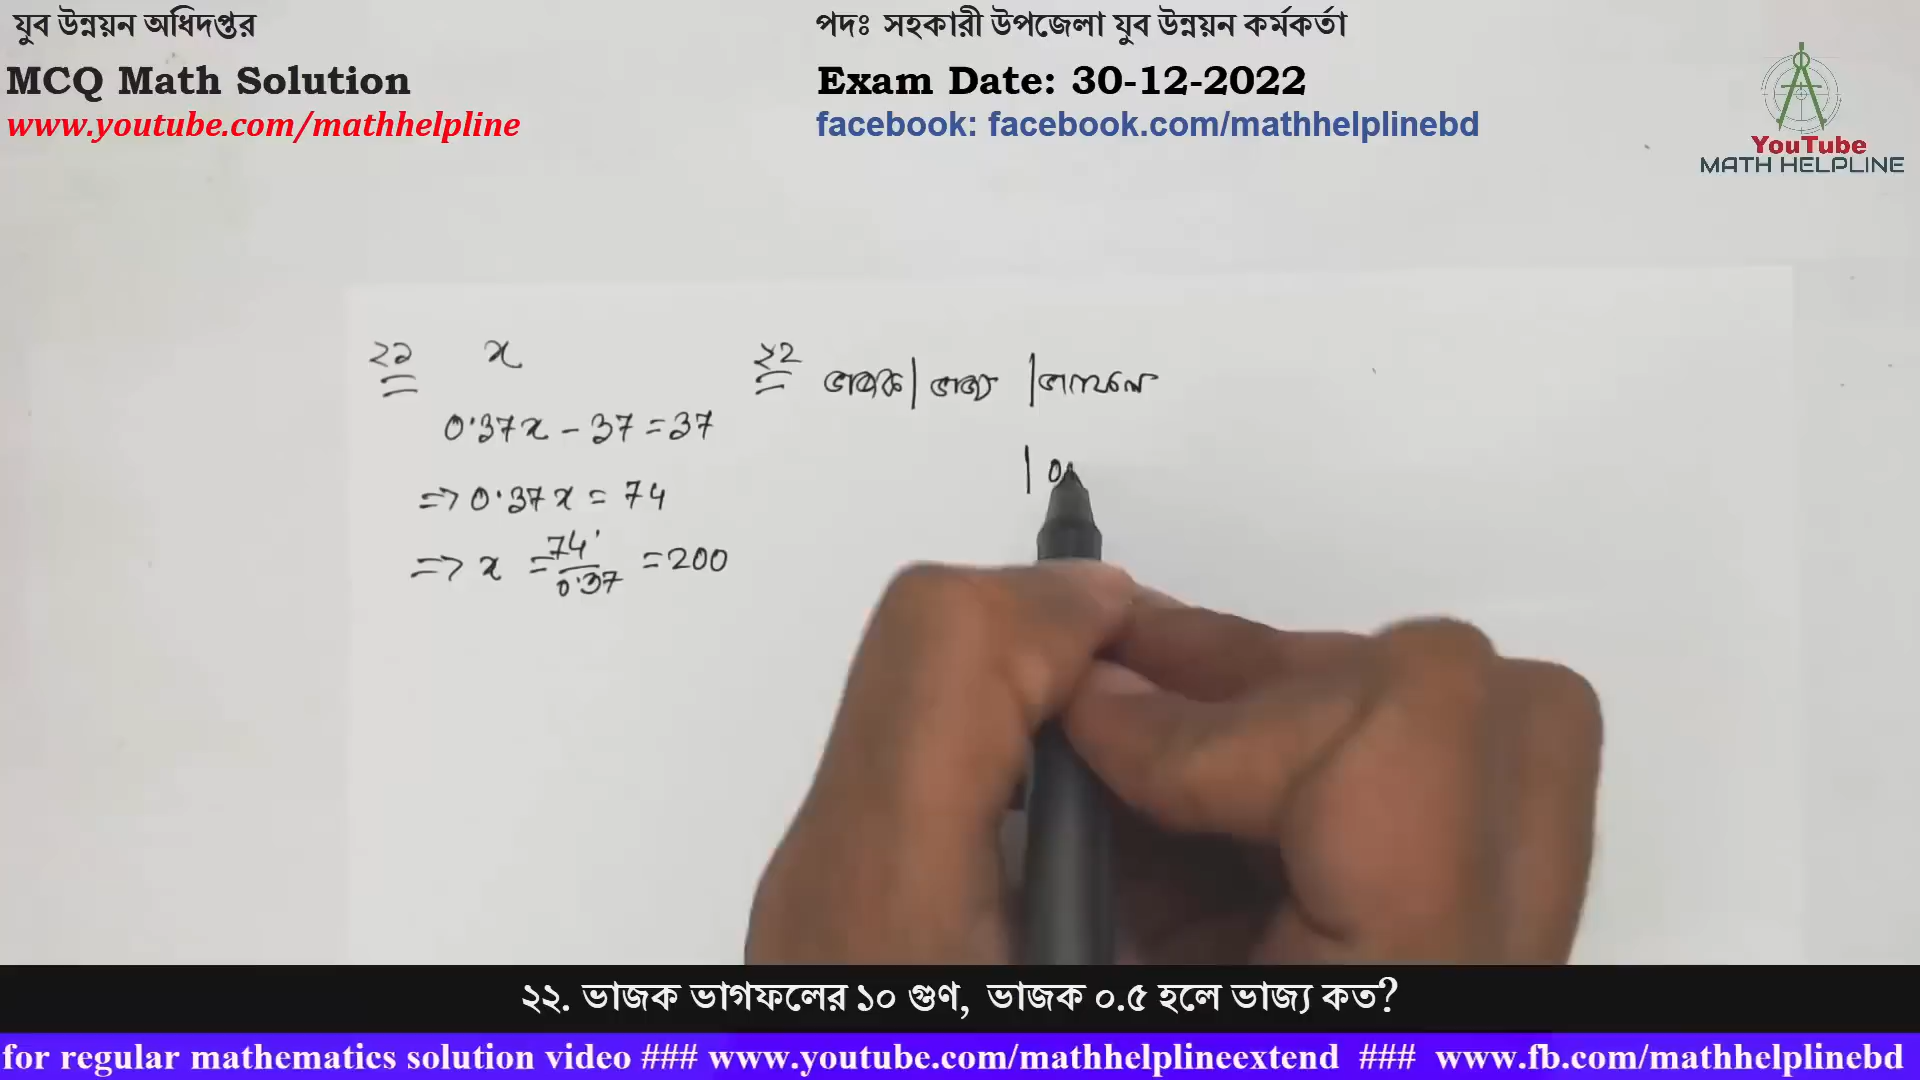 যুব উন্নয়ন অধিদপ্তর
MCQ Math Solution
www.youtube.com/mathhelpline
পদঃ সহকারী উপজেলা যুব উন্নয়ন কর্মকর্তা
Exam Date: 30-12-2022
facebook: facebook.com/mathhelplinebd
YouTube
MATH HELPLINE
২১ x
0.37x - 37 = 37
=> 0.37x = 74
=> x = 74/0.37 = 200
২২ ভাজক | ভাজ্য | ভাগফল
| 0.
২২. ভাজক ভাগফলের ১০ গুণ, ভাজক ০.৫ হলে ভাজ্য কত?
for regular mathematics solution video ### www.youtube.com/mathhelplineextend ### www.fb.com/mathhelplinebd